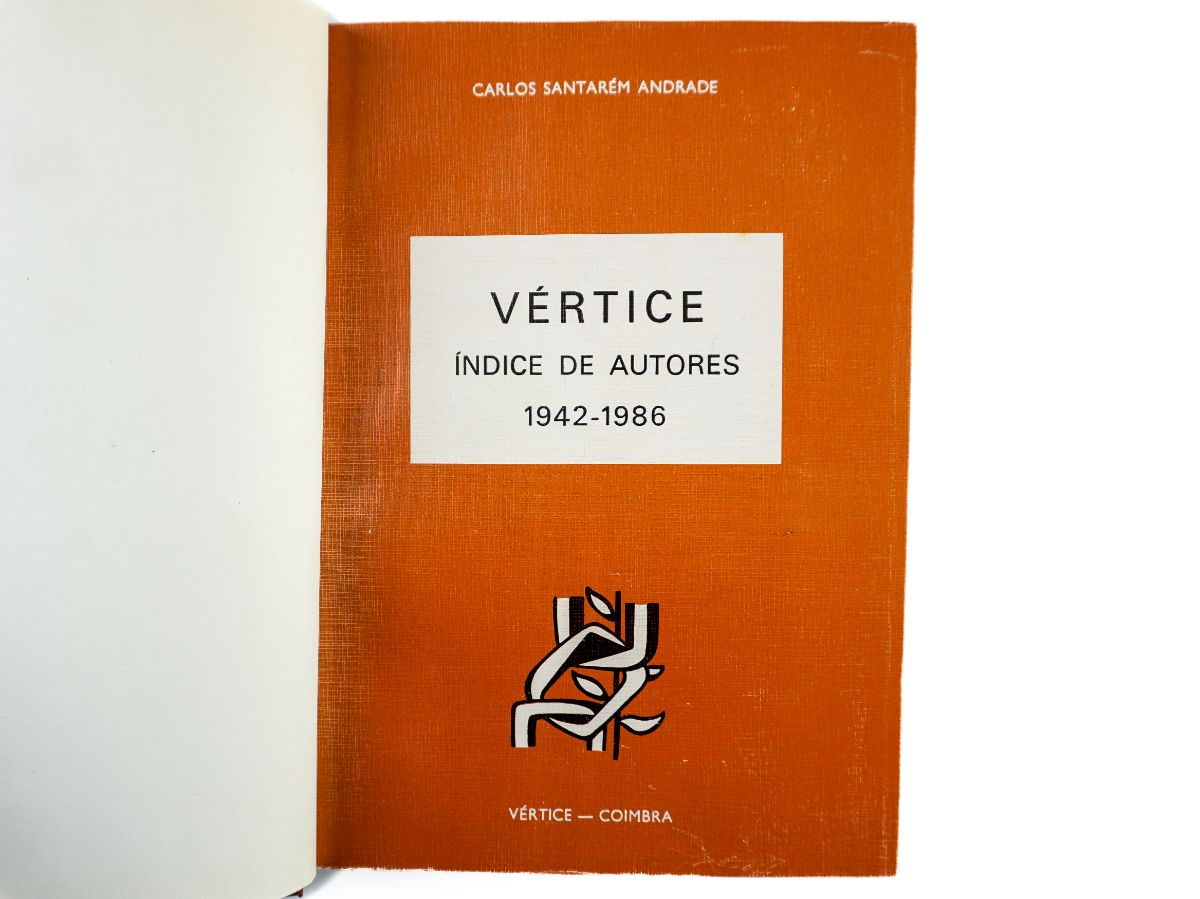 CARLOS SANTARÉM ANDRADE
VÉRTICE
ÍNDICE DE AUTORES
1942-1986
VÉRTICE — COIMBRA